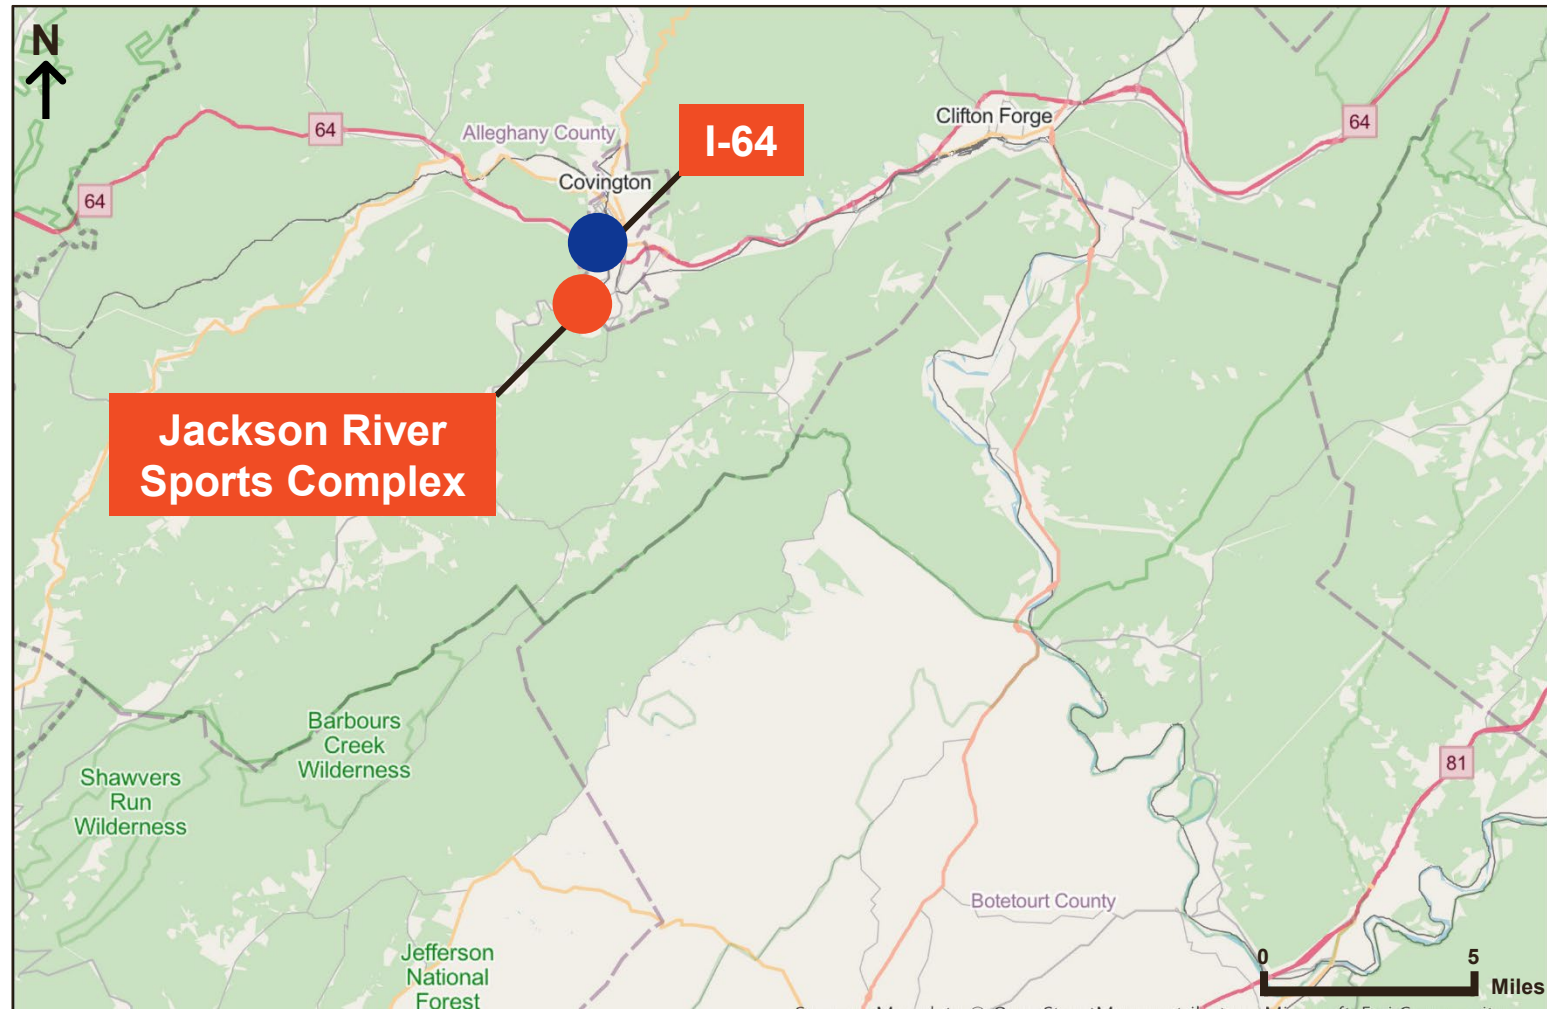 N
64
Alleghany County
I-64
Clifton Forge
64
Covington
64
Jackson River
Sports Complex
Barbours
Creek
Wilderness
Shawvers
Run
Wilderness
81
Botetourt County
Jefferson
National
Forest
0 5
Miles